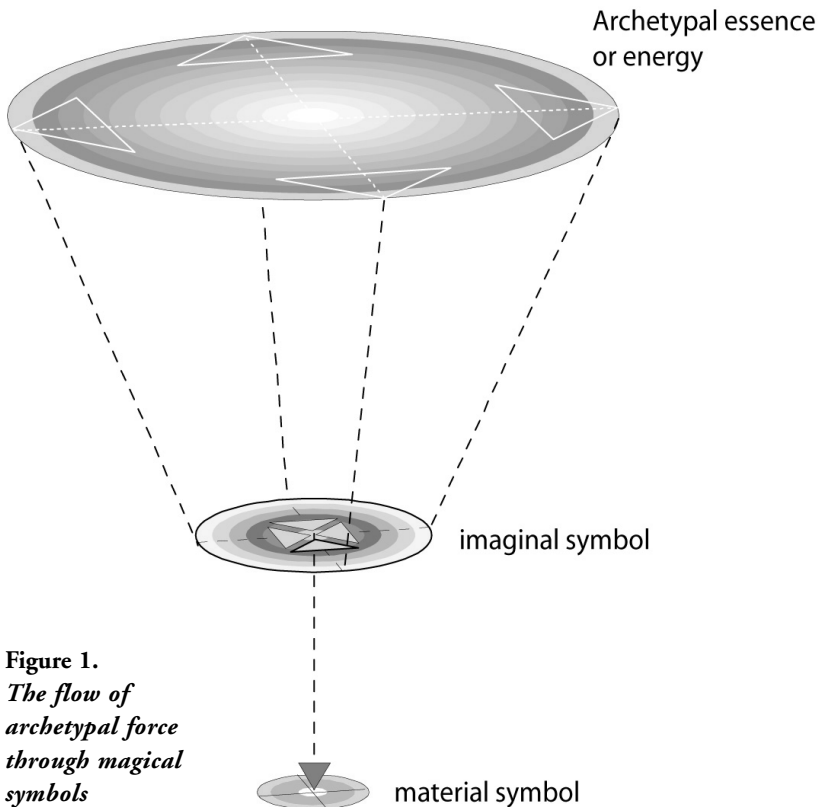 Archetypal essence
or energy
imaginal symbol
Figure 1.
The flow of
archetypal force
through magical
symbols
material symbol